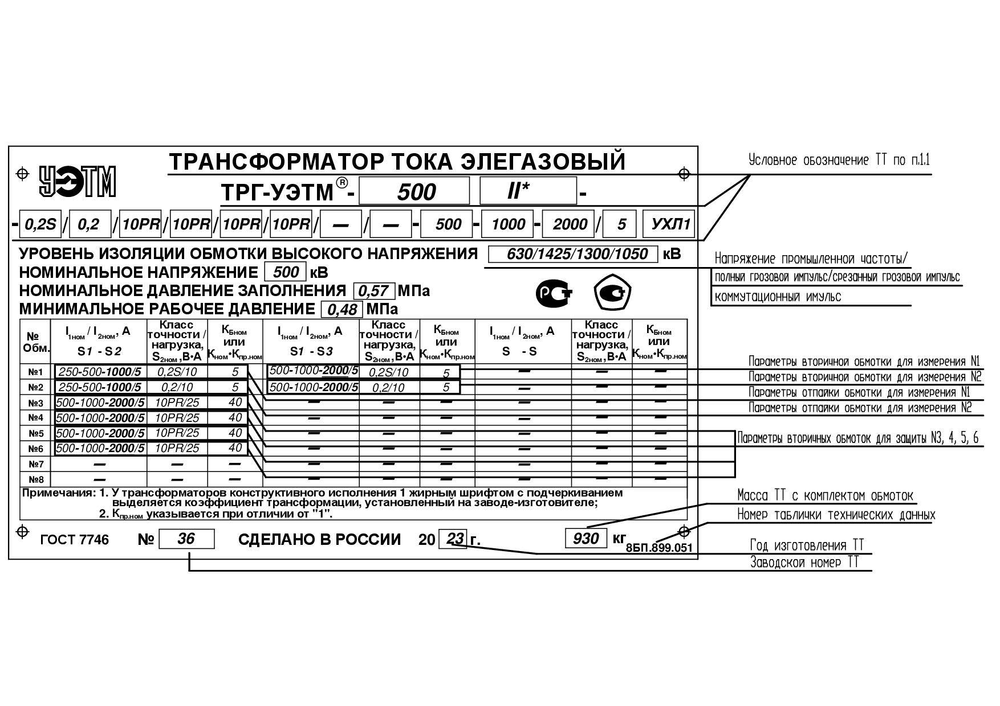 УЭТМ
ТРАНСФОРМАТОР ТОКА ЭЛЕГАЗОВЫЙ
Условное обозначение ТТ по п.1.1
ТРГ-УЭТМ®- 500 II* -
- 0,2S / 0,2 / 10PR / 10PR / 10PR / 10PR / — / — - 500 - 1000 - 2000 / 5 УХЛ1
УРОВЕНЬ ИЗОЛЯЦИИ ОБМОТКИ ВЫСОКОГО НАПРЯЖЕНИЯ 630/1425/1300/1050 кВ
Напряжение промышленной частоты/
полный грозовой импульс/срезанный грозовой импульс
коммутационный имульс
НОМИНАЛЬНОЕ НАПРЯЖЕНИЕ 500 кВ
НОМИНАЛЬНОЕ ДАВЛЕНИЕ ЗАПОЛНЕНИЯ 0,57 МПа
МИНИМАЛЬНОЕ РАБОЧЕЕ ДАВЛЕНИЕ 0,48 МПа
РСТ
№ Обм. I1ном / I2ном, А S1 - S2 Класс точности / нагрузка, S2ном,В•А КБном или Kном•Кпр.ном I1ном / I2ном, А S1 - S3 Класс точности / нагрузка, S2ном,В•А КБном или Kном•Кпр.ном I1ном / I2ном, А S - S Класс точности / нагрузка, S2ном,В•А КБном или Kном•Кпр.ном
№1 250-500-1000/5 0,2S/10 5 500-1000-2000/5 0,2S/10 5 — — —
№2 250-500-1000/5 0,2/10 5 500-1000-2000/5 0,2/10 5 — — —
№3 500-1000-2000/5 10PR/25 40 — — — — — —
№4 500-1000-2000/5 10PR/25 40 — — — — — —
№5 500-1000-2000/5 10PR/25 40 — — — — — —
№6 500-1000-2000/5 10PR/25 40 — — — — — —
№7 — — — — — — — — —
№8 — — — — — — — — —
Параметры вторичной обмотки для измерения N1
Параметры вторичной обмотки для измерения N2
Параметры отпайки обмотки для измерения N1
Параметры отпайки обмотки для измерения N2
Параметры вторичных обмоток для защиты N3, 4, 5, 6
Примечания: 1. У трансформаторов конструктивного исполнения 1 жирным шрифтом с подчеркиванием
выделяется коэффициент трансформации, установленный на заводе-изготовителе;
2. Кпр.ном указывается при отличии от "1".
Масса ТТ с комплектом обмоток
Номер таблички технических данных
ГОСТ 7746 № 36 СДЕЛАНО В РОССИИ 20 23 г. 930 кг 8БП.899.051
Год изготовления ТТ
Заводской номер ТТ